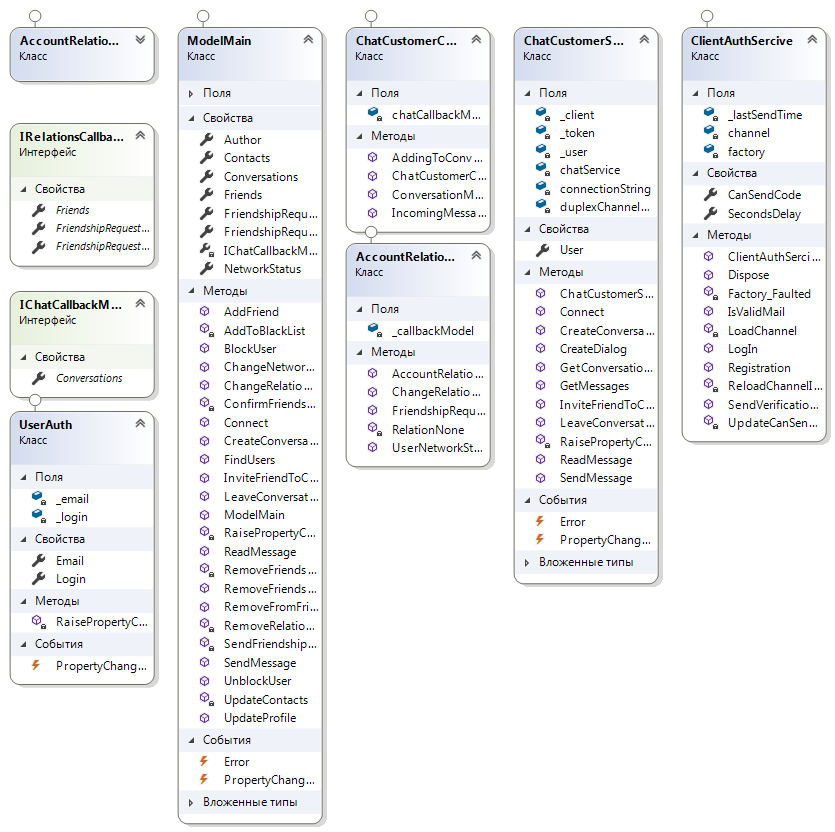 AccountRelatio...
Класс
IRelationsCallba...
Интерфейс
Свойства
Friends
FriendshipRequest...
FriendshipRequest...
IChatCallbackM...
Интерфейс
Свойства
Conversations
UserAuth
Класс
Поля
_email
_login
Свойства
Email
Login
Методы
RaisePropertyC...
События
PropertyChang...
ModelMain
Класс
Поля
Свойства
Author
Contacts
Conversations
Friends
FriendshipRequ...
FriendshipRequ...
IChatCallbackM...
NetworkStatus
Методы
AddFriend
AddToBlackList
BlockUser
ChangeNetwor...
ChangeRelatio...
ConfirmFriends...
Connect
CreateConversa...
FindUsers
InviteFriendToC...
LeaveConversat...
ModelMain
RaisePropertyC...
ReadMessage
RemoveFriends...
RemoveFriends...
RemoveFromFri...
RemoveRelatio...
SendFriendship...
SendMessage
UnblockUser
UpdateContacts
UpdateProfile
События
Error
PropertyChang...
Вложенные типы
ChatCustomerC...
Класс
Поля
chatCallbackM...
Методы
AddingToConv...
ChatCustomerC...
ConversationM...
IncomingMessa...
AccountRelatio...
Класс
Поля
_callbackModel
Методы
AccountRelatio...
ChangeRelatio...
FriendshipRequ...
RelationNone
UserNetworkSt...
ChatCustomerS...
Класс
Поля
_client
_token
_user
chatService
connectionString
duplexChannel...
Свойства
User
Методы
ChatCustomerS...
Connect
CreateConversa...
CreateDialog
GetConversatio...
GetMessages
InviteFriendToC...
LeaveConversat...
RaisePropertyC...
ReadMessage
SendMessage
События
Error
PropertyChang...
Вложенные типы
ClientAuthSercive
Класс
Поля
_lastSendTime
channel
factory
Свойства
CanSendCode
SecondsDelay
Методы
ClientAuthSerci...
Dispose
Factory_Faulted
IsValidMail
LoadChannel
LogIn
Registration
ReloadChannelI...
SendVerificatio...
UpdateCanSen...